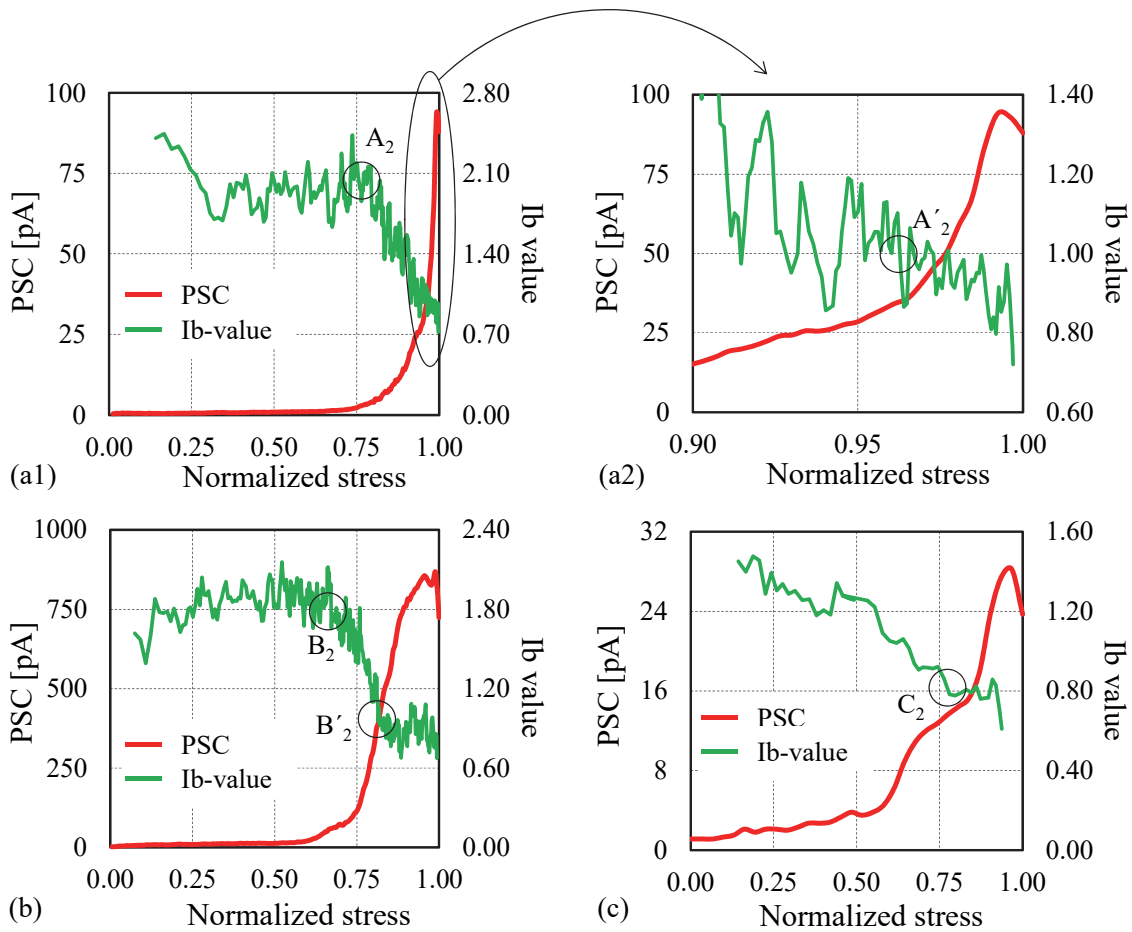 100
75
50
25
0
PSC [pA]
2.80
2.10
1.40
0.70
0.00
Ib value
A2
PSC
Ib-value
0.00 0.25 0.50 0.75 1.00
(a1) Normalized stress
100
75
50
25
0
PSC [pA]
1.40
1.20
1.00
0.80
0.60
Ib value
A´2
0.90 0.95 1.00
(a2) Normalized stress
1000
750
500
250
0
PSC [pA]
2.40
1.80
1.20
0.60
0.00
Ib value
B2
B´2
PSC
Ib-value
0.00 0.25 0.50 0.75 1.00
(b) Normalized stress
32
24
16
8
0
PSC [pA]
1.60
1.20
0.80
0.40
0.00
Ib value
C2
PSC
Ib-value
0.00 0.25 0.50 0.75 1.00
(c) Normalized stress